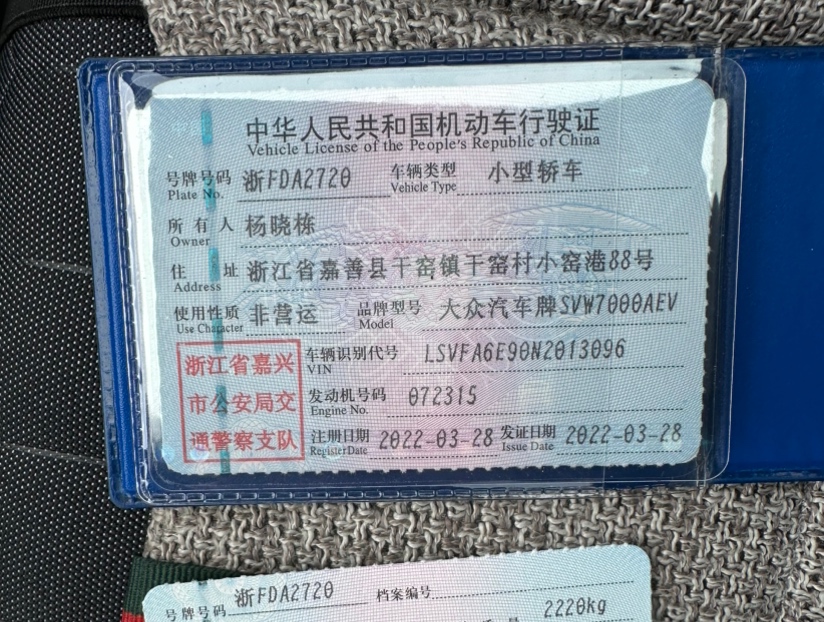 中华人民共和国机动车行驶证
Vehicle License of the People's Republic of China
号牌号码 浙FDA2720 车辆类型 小型轿车
Plate No. Vehicle Type
所有人 杨晓栋
Owner
住址 浙江省嘉善县干窑镇干窑村小窑港88号
Address
使用性质 非营运 品牌型号 大众汽车牌SVW7000AEV
Use Character Model
浙江省嘉兴
市公安局交
通警察支队
车辆识别代号 LSVFA6E90N2013096
VIN
发动机号码 072315
Engine No.
注册日期 2022-03-28 发证日期 2022-03-28
Register Date Issue Date
号牌号码 浙FDA2720 档案编号
2220kg